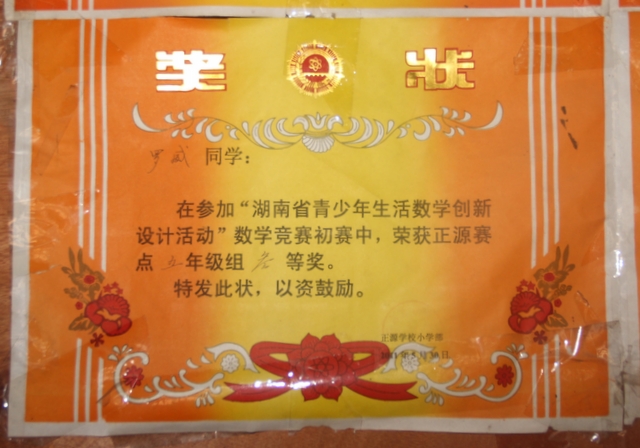 奖 状
罗威 同学：
在参加“湖南省青少年生活数学创新
设计活动”数学竞赛初赛中，荣获正源赛
点 五 年级组 等奖。
特发此状，以资鼓励。
正源学校小学部